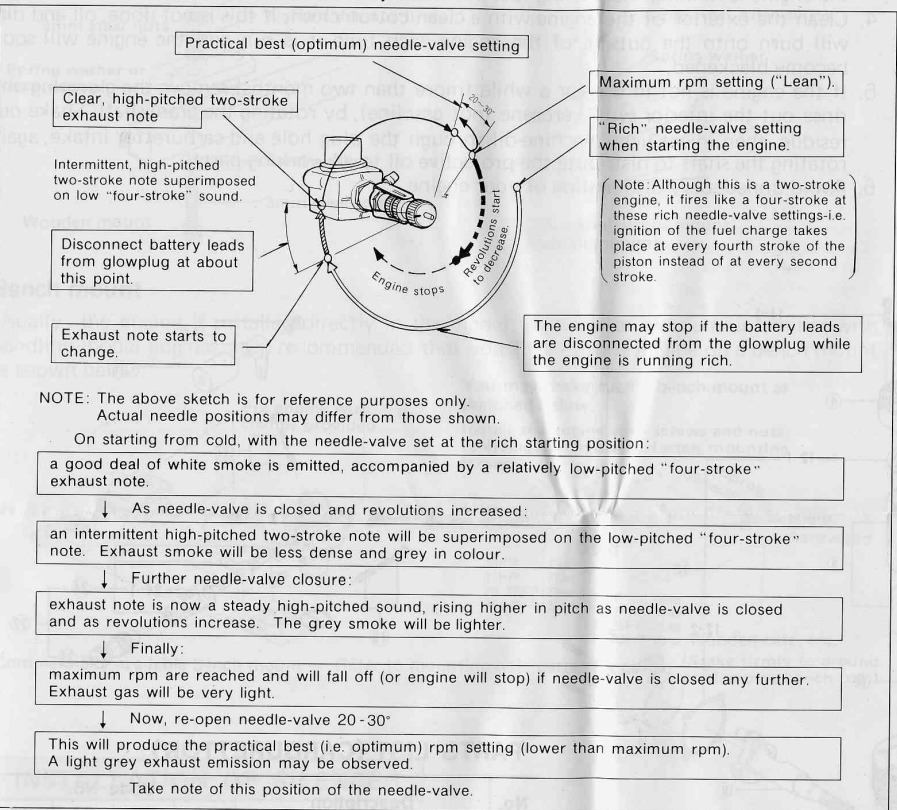 Practical best (optimum) needle-valve setting
Maximum rpm setting ("Lean").
Clear, high-pitched two-stroke
exhaust note
20-30°
"Rich" needle-valve setting
when starting the engine.
Intermittent, high-pitched
two-stroke note superimposed
on low "four-stroke" sound.
Note: Although this is a two-stroke
engine, it fires like a four-stroke at
these rich needle-valve settings-i.e.
ignition of the fuel charge takes
place at every fourth stroke of the
piston instead of at every second
stroke.
Disconnect battery leads
from glowplug at about
this point.
Revolutions start
to decrease.
Engine stops
Exhaust note starts to
change.
The engine may stop if the battery leads
are disconnected from the glowplug while
the engine is running rich.
NOTE: The above sketch is for reference purposes only.
Actual needle positions may differ from those shown.
On starting from cold, with the needle-valve set at the rich starting position:
a good deal of white smoke is emitted, accompanied by a relatively low-pitched "four-stroke"
exhaust note.
↓ As needle-valve is closed and revolutions increased:
an intermittent high-pitched two-stroke note will be superimposed on the low-pitched "four-stroke"
note. Exhaust smoke will be less dense and grey in colour.
↓ Further needle-valve closure:
exhaust note is now a steady high-pitched sound, rising higher in pitch as needle-valve is closed
and as revolutions increase. The grey smoke will be lighter.
↓ Finally:
maximum rpm are reached and will fall off (or engine will stop) if needle-valve is closed any further.
Exhaust gas will be very light.
↓ Now, re-open needle-valve 20-30°
This will produce the practical best (i.e. optimum) rpm setting (lower than maximum rpm).
A light grey exhaust emission may be observed.
Take note of this position of the needle-valve.